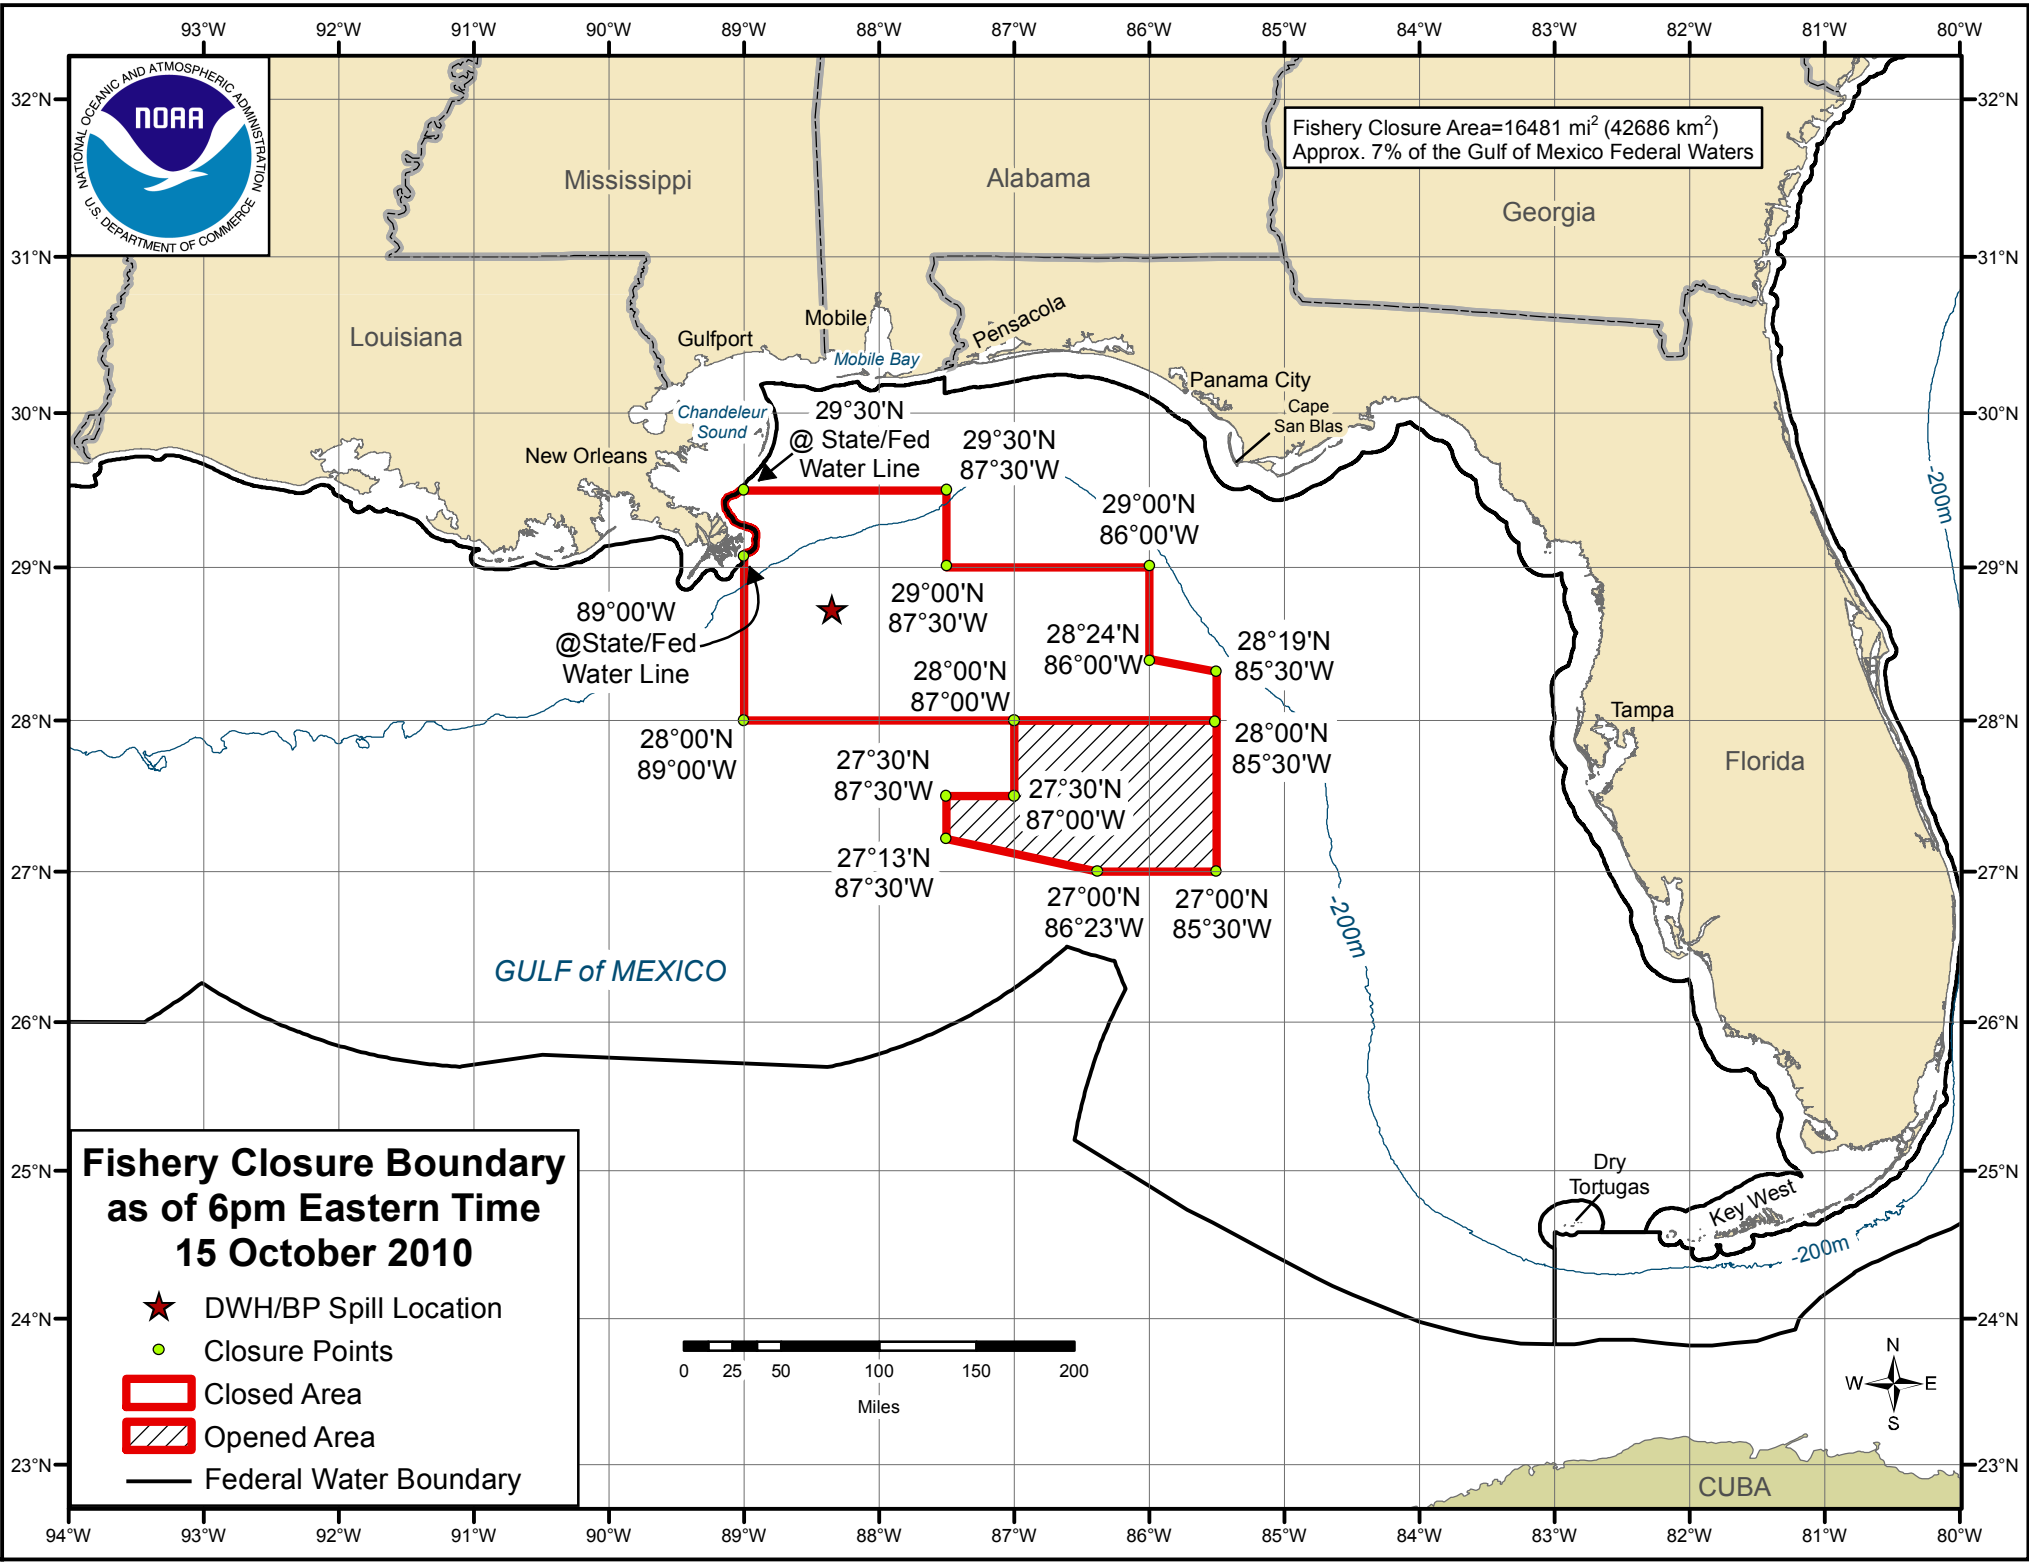 93°W 92°W 91°W 90°W 89°W 88°W 87°W 86°W 85°W 84°W 83°W 82°W 81°W 80°W
NATIONAL OCEANIC AND ATMOSPHERIC ADMINISTRATION
NOAA
U.S. DEPARTMENT OF COMMERCE
32°N 32°N
Fishery Closure Area=16481 mi² (42686 km²)
Approx. 7% of the Gulf of Mexico Federal Waters
Mississippi
Alabama
Georgia
31°N 31°N
Louisiana
Gulfport
Mobile
Mobile Bay
Pensacola
Panama City
Cape
San Blas
30°N 30°N
Chandeleur
Sound
New Orleans
29°30'N
@ State/Fed
Water Line
29°30'N
87°30'W
29°00'N
86°00'W
-200m
29°N 29°N
29°00'N
87°30'W
89°00'W
@State/Fed
Water Line
28°24'N
86°00'W
28°19'N
85°30'W
28°00'N
87°00'W
28°N 28°N
Tampa
Florida
28°00'N
89°00'W
28°00'N
85°30'W
27°30'N
87°30'W
27°30'N
87°00'W
27°13'N
87°30'W
27°N 27°N
27°00'N
86°23'W
27°00'N
85°30'W
-200m
GULF of MEXICO
26°N 26°N
25°N 25°N
Dry
Tortugas
Key West
-200m
Fishery Closure Boundary
as of 6pm Eastern Time
15 October 2010
DWH/BP Spill Location
Closure Points
Closed Area
Opened Area
Federal Water Boundary
24°N 24°N
0 25 50 100 150 200
Miles
N
W E
S
23°N 23°N
CUBA
94°W 93°W 92°W 91°W 90°W 89°W 88°W 87°W 86°W 85°W 84°W 83°W 82°W 81°W 80°W